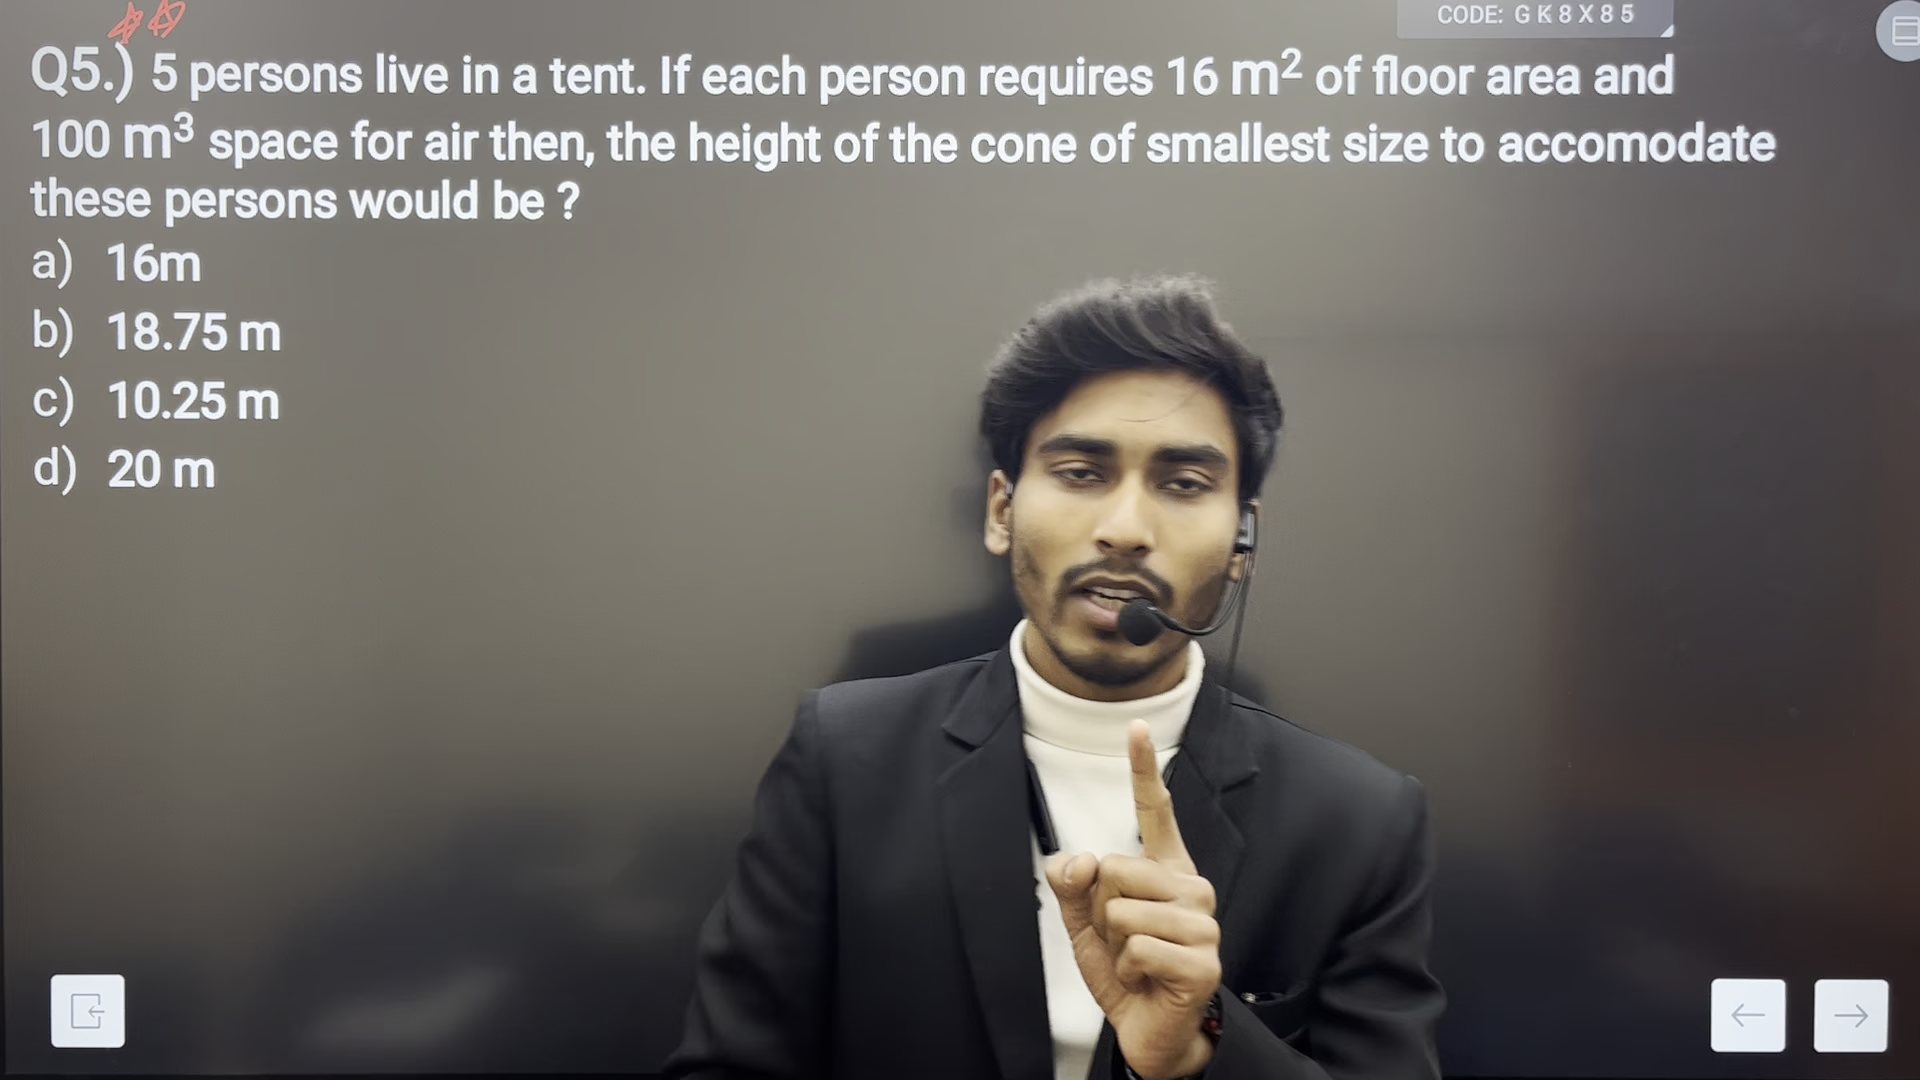 CODE: GK8X85
Q5.) 5 persons live in a tent. If each person requires 16 m² of floor area and
100 m³ space for air then, the height of the cone of smallest size to accomodate
these persons would be ?
a) 16m
b) 18.75 m
c) 10.25 m
d) 20 m